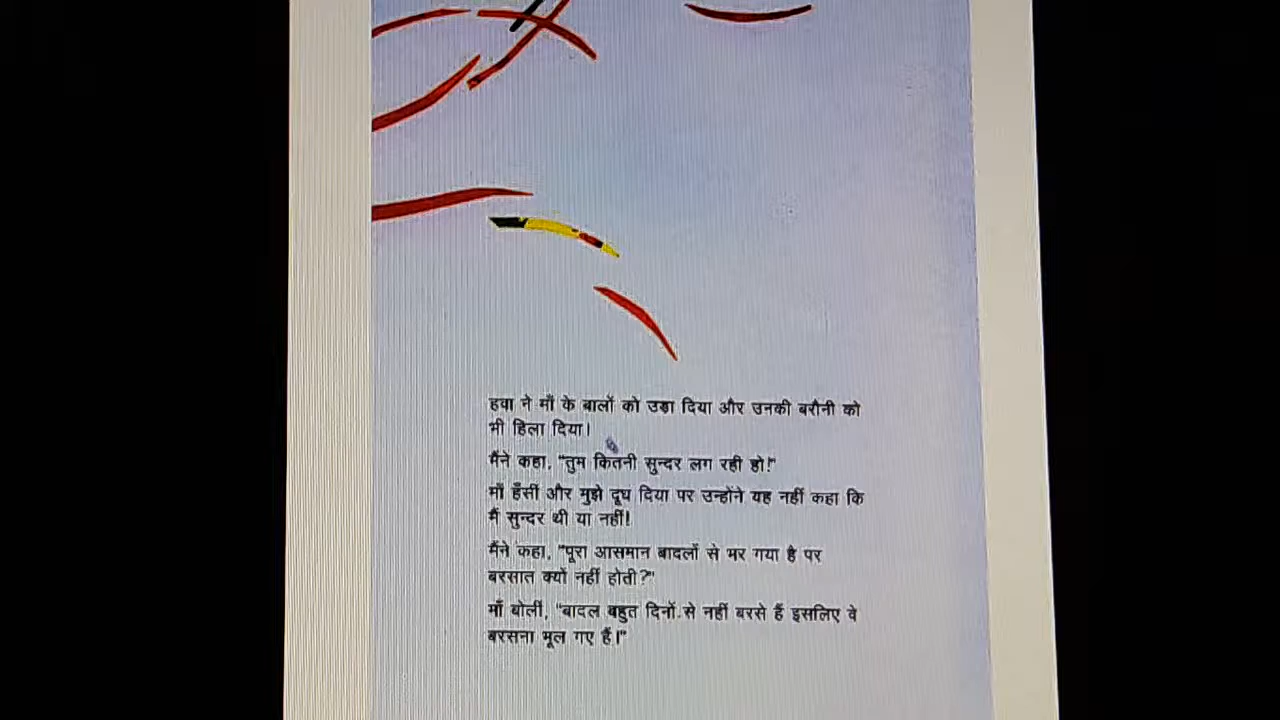 हवा ने माँ के बालों को उड़ा दिया और उनकी बरौनी को
भी हिला दिया।
मैंने कहा, "तुम कितनी सुन्दर लग रही हो!"
माँ हँसीं और मुझे दूध दिया पर उन्होंने यह नहीं कहा कि
मैं सुन्दर थी या नहीं!
मैंने कहा, "पूरा आसमान बादलों से भर गया है पर
बरसात क्यों नहीं होती?"
माँ बोलीं, "बादल बहुत दिनों से नहीं बरसे हैं इसलिए वे
बरसना भूल गए हैं।"